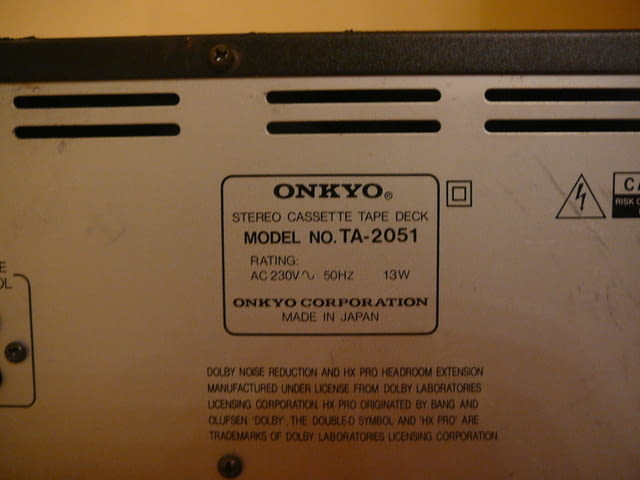 ONKYO®
STEREO CASSETTE TAPE DECK
MODEL NO. TA-2051
RATING:
AC 230V∿ 50HZ 13W
ONKYO CORPORATION
MADE IN JAPAN
DOLBY NOISE REDUCTION AND HX PRO HEADROOM EXTENSION
MANUFACTURED UNDER LICENSE FROM DOLBY LABORATORIES
LICENSING CORPORATION. HX PRO ORIGINATED BY BANG AND
OLUFSEN. 'DOLBY', THE DOUBLE-D SYMBOL AND 'HX PRO' ARE
TRADEMARKS OF DOLBY LABORATORIES LICENSING CORPORATION.
RISK